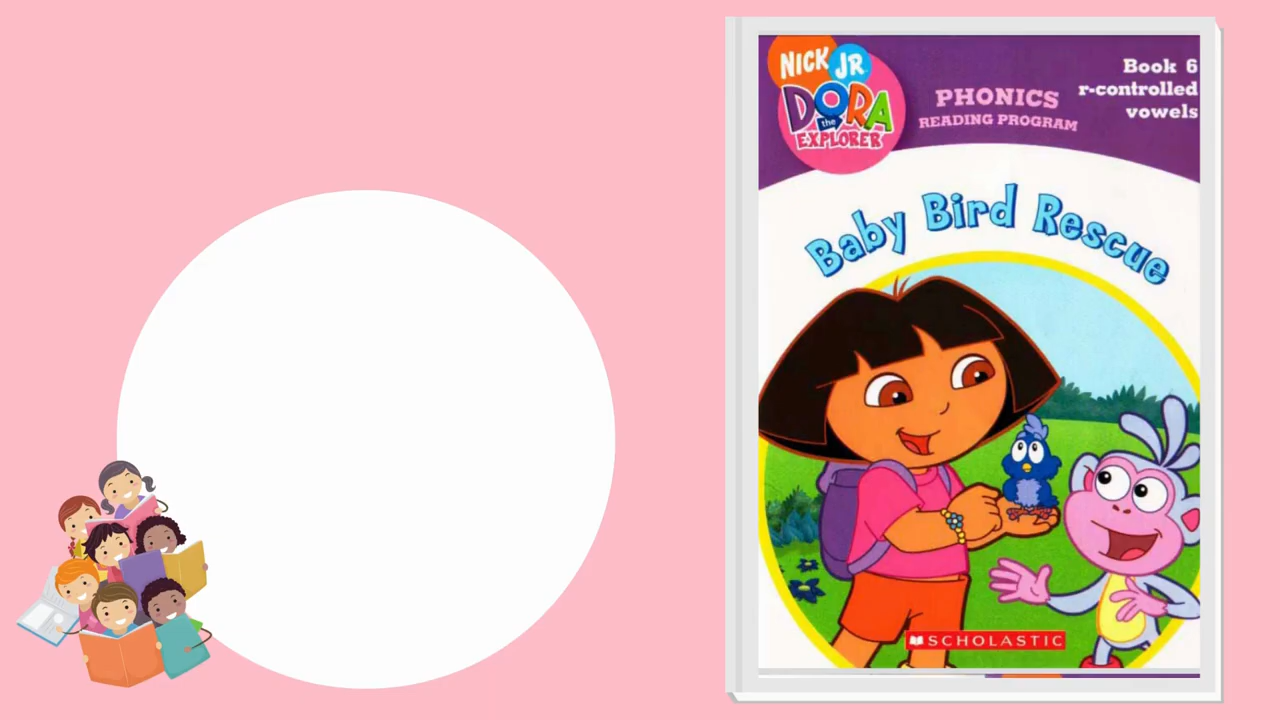 NICK JR
DORA
the
EXPLORER
PHONICS
READING PROGRAM
Book 6
r-controlled
vowels
Baby Bird Rescue
SCHOLASTIC